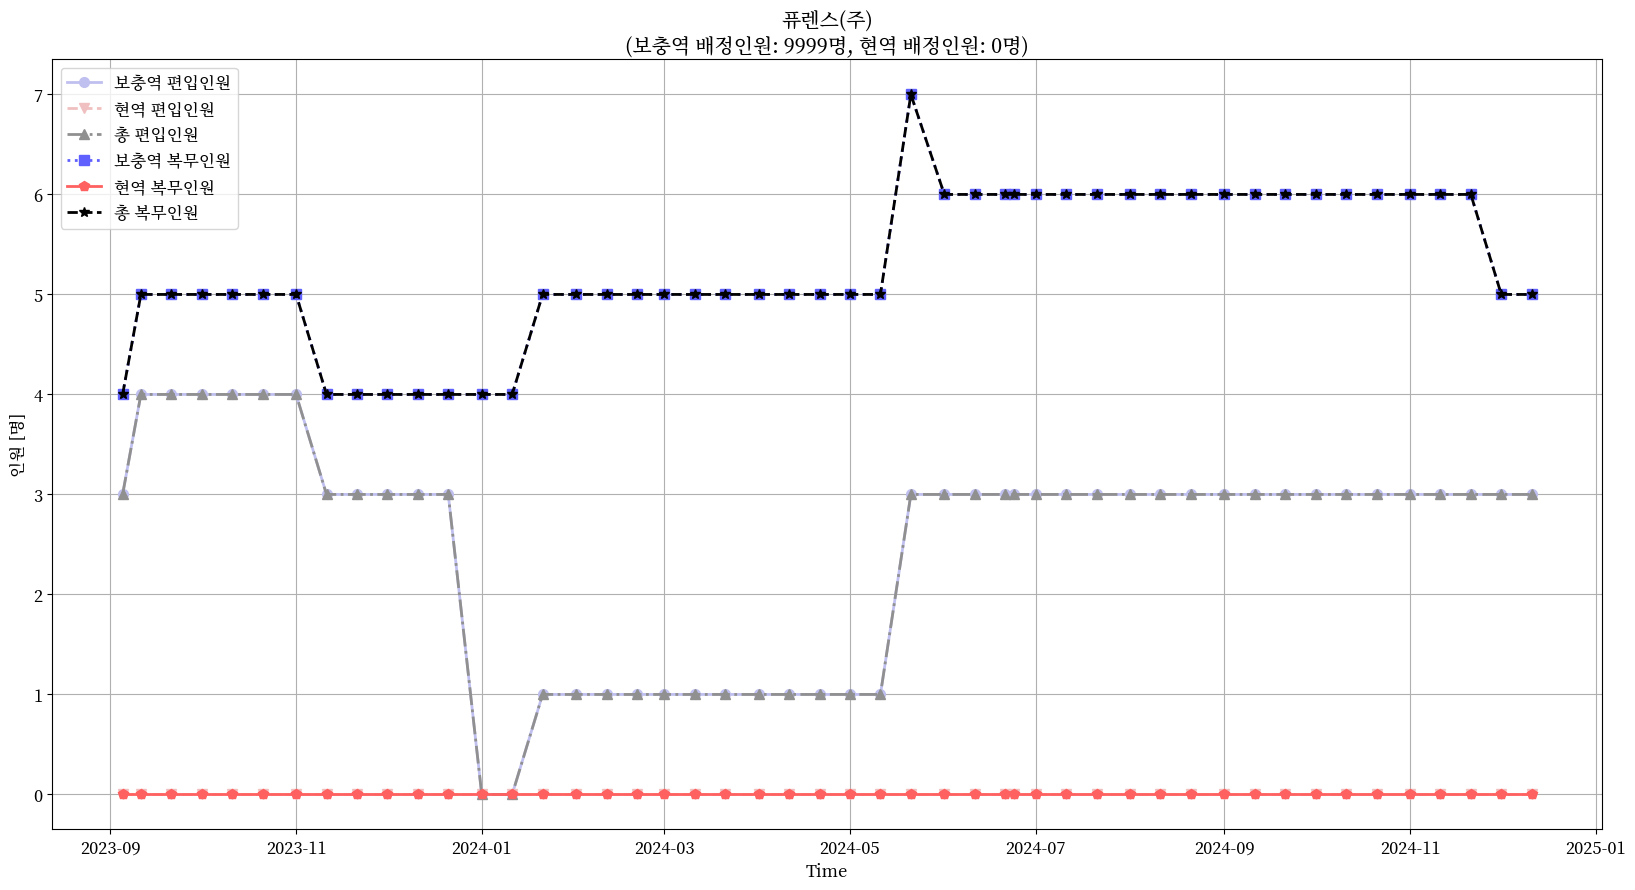 퓨렌스(주)
(보충역 배정인원: 9999명, 현역 배정인원: 0명)
보충역 편입인원
현역 편입인원
총 편입인원
보충역 복무인원
현역 복무인원
총 복무인원
인원 [명]
7
6
5
4
3
2
1
0
2023-09
2023-11
2024-01
2024-03
2024-05
2024-07
2024-09
2024-11
2025-01
Time